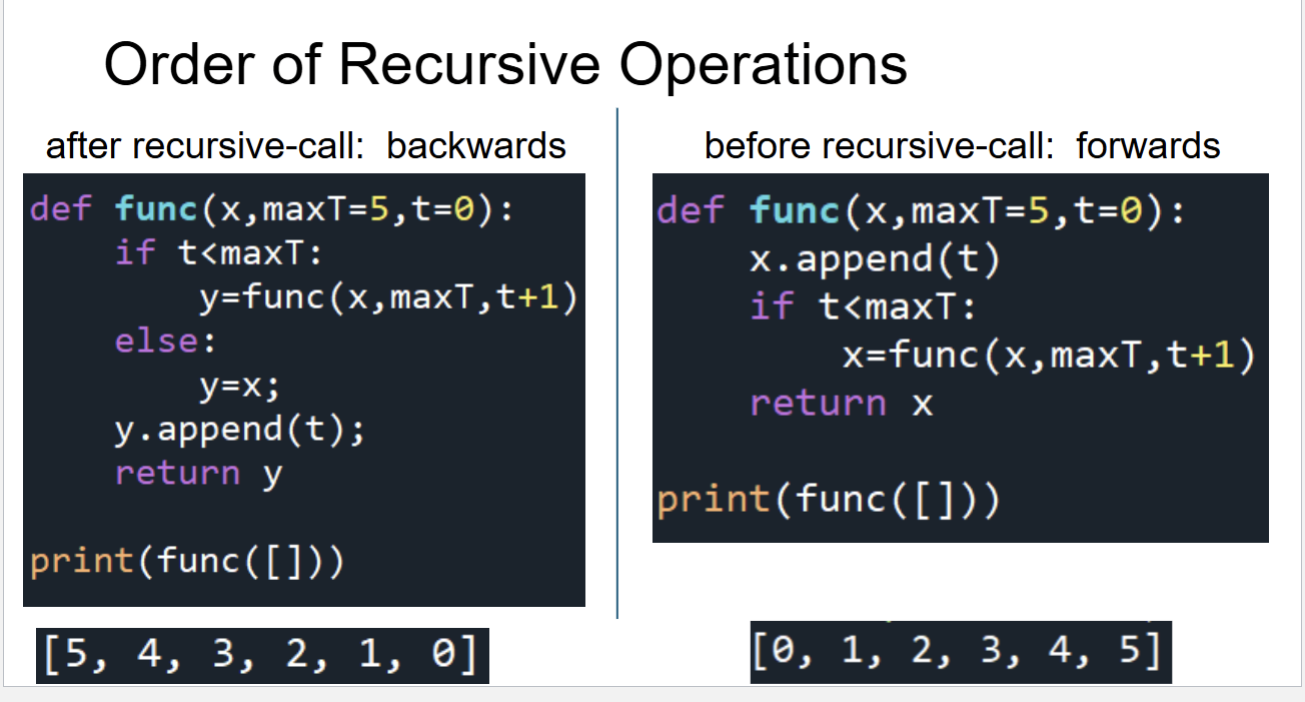 Order of Recursive Operations
after recursive-call:  backwards
def func(x,maxT=5,t=0):
    if t<maxT:
        y=func(x,maxT,t+1)
    else:
        y=x;
    y.append(t);
    return y

print(func([]))
[5, 4, 3, 2, 1, 0]
before recursive-call:  forwards
def func(x,maxT=5,t=0):
    x.append(t)
    if t<maxT:
        x=func(x,maxT,t+1)
    return x

print(func([]))
[0, 1, 2, 3, 4, 5]